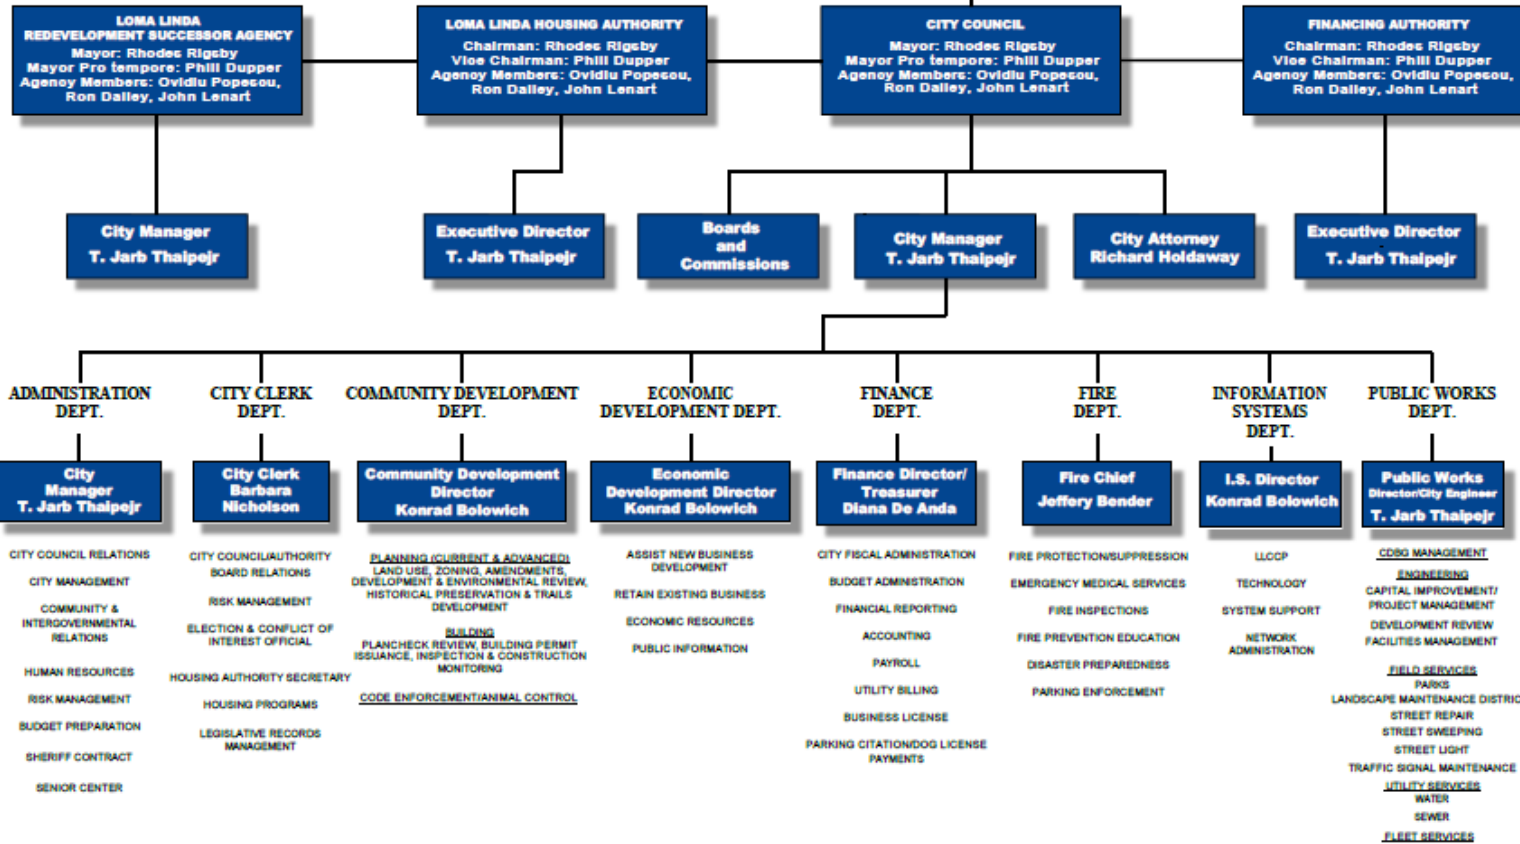 LOMA LINDA
REDEVELOPMENT SUCCESSOR AGENCY
Mayor: Rhodes Rigsby
Mayor Pro tempore: Phill Dupper
Agency Members: Ovidiu Popescu,
Ron Dailey, John Lenart
LOMA LINDA HOUSING AUTHORITY
Chairman: Rhodes Rigsby
Vice Chairman: Phill Dupper
Agency Members: Ovidiu Popescu,
Ron Dailey, John Lenart
CITY COUNCIL
Mayor: Rhodes Rigsby
Mayor Pro tempore: Phill Dupper
Agency Members: Ovidiu Popescu,
Ron Dailey, John Lenart
FINANCING AUTHORITY
Chairman: Rhodes Rigsby
Vice Chairman: Phill Dupper
Agency Members: Ovidiu Popescu,
Ron Dailey, John Lenart
City Manager
T. Jarb Thaipejr
Executive Director
T. Jarb Thaipejr
Boards
and
Commissions
City Manager
T. Jarb Thaipejr
City Attorney
Richard Holdaway
Executive Director
T. Jarb Thaipejr
ADMINISTRATION
DEPT.
CITY CLERK
DEPT.
COMMUNITY DEVELOPMENT
DEPT.
ECONOMIC
DEVELOPMENT DEPT.
FINANCE
DEPT.
FIRE
DEPT.
INFORMATION
SYSTEMS
DEPT.
PUBLIC WORKS
DEPT.
City
Manager
T. Jarb Thaipejr
City Clerk
Barbara
Nicholson
Community Development
Director
Konrad Bolowich
Economic
Development Director
Konrad Bolowich
Finance Director/
Treasurer
Diana De Anda
Fire Chief
Jeffery Bender
I.S. Director
Konrad Bolowich
Public Works
Director/City Engineer
T. Jarb Thaipejr
CITY COUNCIL RELATIONS
CITY MANAGEMENT
COMMUNITY &
INTERGOVERNMENTAL
RELATIONS
HUMAN RESOURCES
RISK MANAGEMENT
BUDGET PREPARATION
SHERIFF CONTRACT
SENIOR CENTER
CITY COUNCIL/AUTHORITY
BOARD RELATIONS
RISK MANAGEMENT
ELECTION & CONFLICT OF
INTEREST OFFICIAL
HOUSING AUTHORITY SECRETARY
HOUSING PROGRAMS
LEGISLATIVE RECORDS
MANAGEMENT
PLANNING (CURRENT & ADVANCED)
LAND USE, ZONING, AMENDMENTS,
DEVELOPMENT & ENVIRONMENTAL REVIEW,
HISTORICAL PRESERVATION & TRAILS
DEVELOPMENT
BUILDING
PLANCHECK REVIEW, BUILDING PERMIT
ISSUANCE, INSPECTION & CONSTRUCTION
MONITORING
CODE ENFORCEMENT/ANIMAL CONTROL
ASSIST NEW BUSINESS
DEVELOPMENT
RETAIN EXISTING BUSINESS
ECONOMIC RESOURCES
PUBLIC INFORMATION
CITY FISCAL ADMINISTRATION
BUDGET ADMINISTRATION
FINANCIAL REPORTING
ACCOUNTING
PAYROLL
UTILITY BILLING
BUSINESS LICENSE
PARKING CITATION/DOG LICENSE
PAYMENTS
FIRE PROTECTION/SUPPRESSION
EMERGENCY MEDICAL SERVICES
FIRE INSPECTIONS
FIRE PREVENTION EDUCATION
DISASTER PREPAREDNESS
PARKING ENFORCEMENT
LLCCP
TECHNOLOGY
SYSTEM SUPPORT
NETWORK
ADMINISTRATION
CDBG MANAGEMENT
ENGINEERING
CAPITAL IMPROVEMENT/
PROJECT MANAGEMENT
DEVELOPMENT REVIEW
FACILITIES MANAGEMENT
FIELD SERVICES
PARKS
LANDSCAPE MAINTENANCE DISTRIC
STREET REPAIR
STREET SWEEPING
STREET LIGHT
TRAFFIC SIGNAL MAINTENANCE
UTILITY SERVICES
WATER
SEWER
FLEET SERVICES